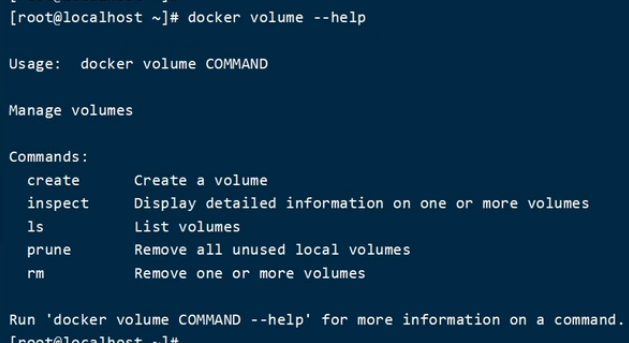 [root@localhost ~]# docker volume --help
Usage:  docker volume COMMAND
Manage volumes
Commands:
  create      Create a volume
  inspect     Display detailed information on one or more volumes
  ls          List volumes
  prune       Remove all unused local volumes
  rm          Remove one or more volumes
Run 'docker volume COMMAND --help' for more information on a command.
[root@localhost ~]#